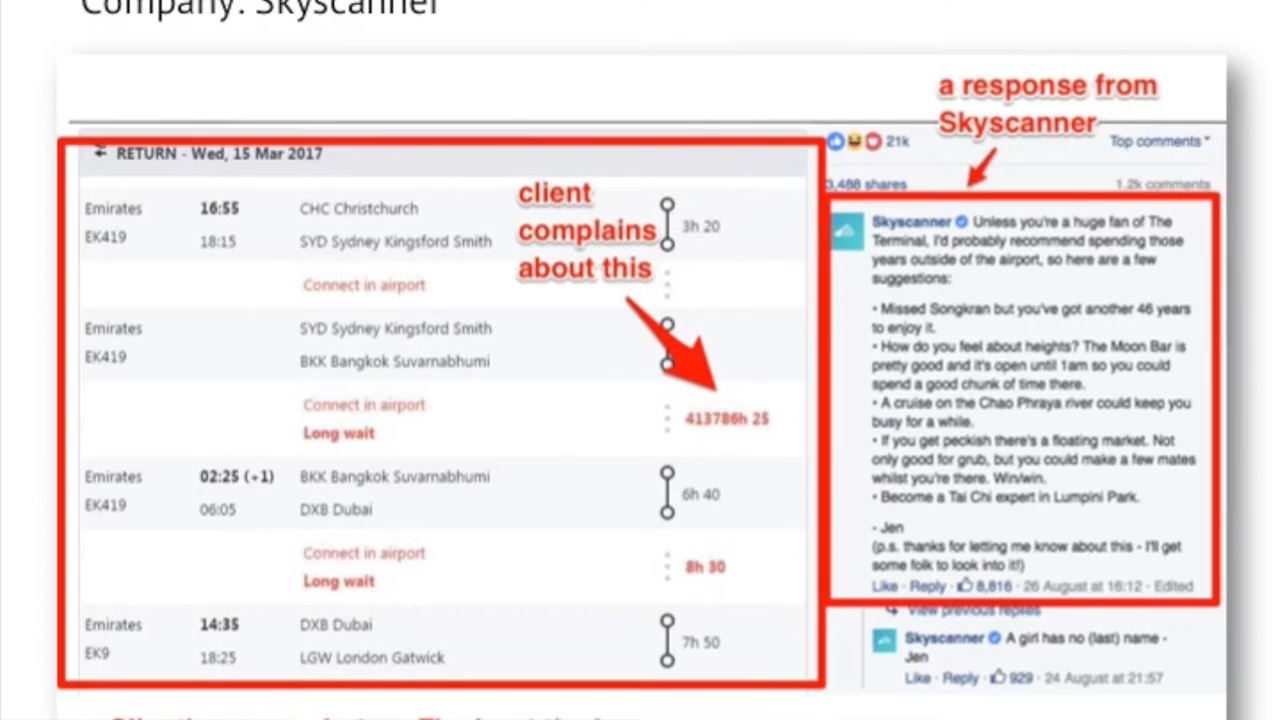 Company: Skyscanner
a response from
Skyscanner
RETURN - Wed, 15 Mar 2017
21k
Top comments
3,488 shares
1.2k comments
client
complains
about this
Emirates 16:55 CHC Christchurch
EK419 18:15 SYD Sydney Kingsford Smith 3h 20
Connect in airport
Emirates SYD Sydney Kingsford Smith
EK419 BKK Bangkok Suvarnabhumi
Connect in airport
Long wait
413786h 25
Emirates 02:25 (+1) BKK Bangkok Suvarnabhumi
EK419 06:05 DXB Dubai
6h 40
Connect in airport
Long wait
8h 30
Emirates 14:35 DXB Dubai
EK9 18:25 LGW London Gatwick
7h 50
Skyscanner Unless you're a huge fan of The
Terminal, I'd probably recommend spending those
years outside of the airport, so here are a few
suggestions:
• Missed Songkran but you've got another 46 years
to enjoy it.
• How do you feel about heights? The Moon Bar is
pretty good and it's open until 1am so you could
spend a good chunk of time there.
• A cruise on the Chao Phraya river could keep you
busy for a while.
• If you get peckish there's a floating market. Not
only good for grub, but you could make a few mates
whilst you're there. Win/win.
• Become a Tai Chi expert in Lumpini Park.
- Jen
(p.s. thanks for letting me know about this - I'll get
some folk to look into it!)
Like · Reply · 8,816 · 26 August at 16:12 · Edited
View previous replies
Skyscanner A girl has no (last) name -
Jen
Like · Reply · 929 · 24 August at 21:57